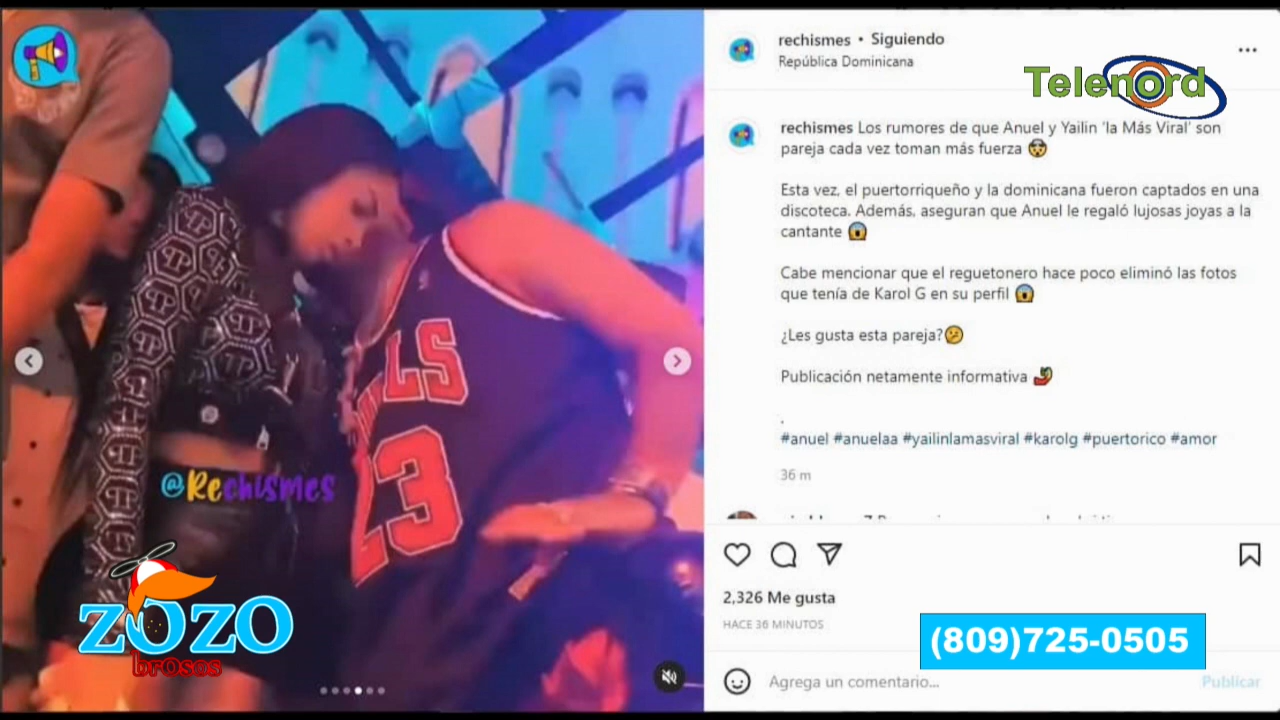 rechismes • Siguiendo
República Dominicana
Telenord
rechismes Los rumores de que Anuel y Yailin 'la Más Viral' son
pareja cada vez toman más fuerza 😲
Esta vez, el puertorriqueño y la dominicana fueron captados en una
discoteca. Además, aseguran que Anuel le regaló lujosas joyas a la
cantante 😱
Cabe mencionar que el reguetonero hace poco eliminó las fotos
que tenía de Karol G en su perfil 😱
¿Les gusta esta pareja?🫤
Publicación netamente informativa 🌶️
.
#anuel #anuelaa #yailinlamasviral #karolg #puertorico #amor
36 m
2,326 Me gusta
HACE 36 MINUTOS
(809)725-0505
Agrega un comentario...
Publicar
LLS
23
@Rechismes
ZOZO
brOsos